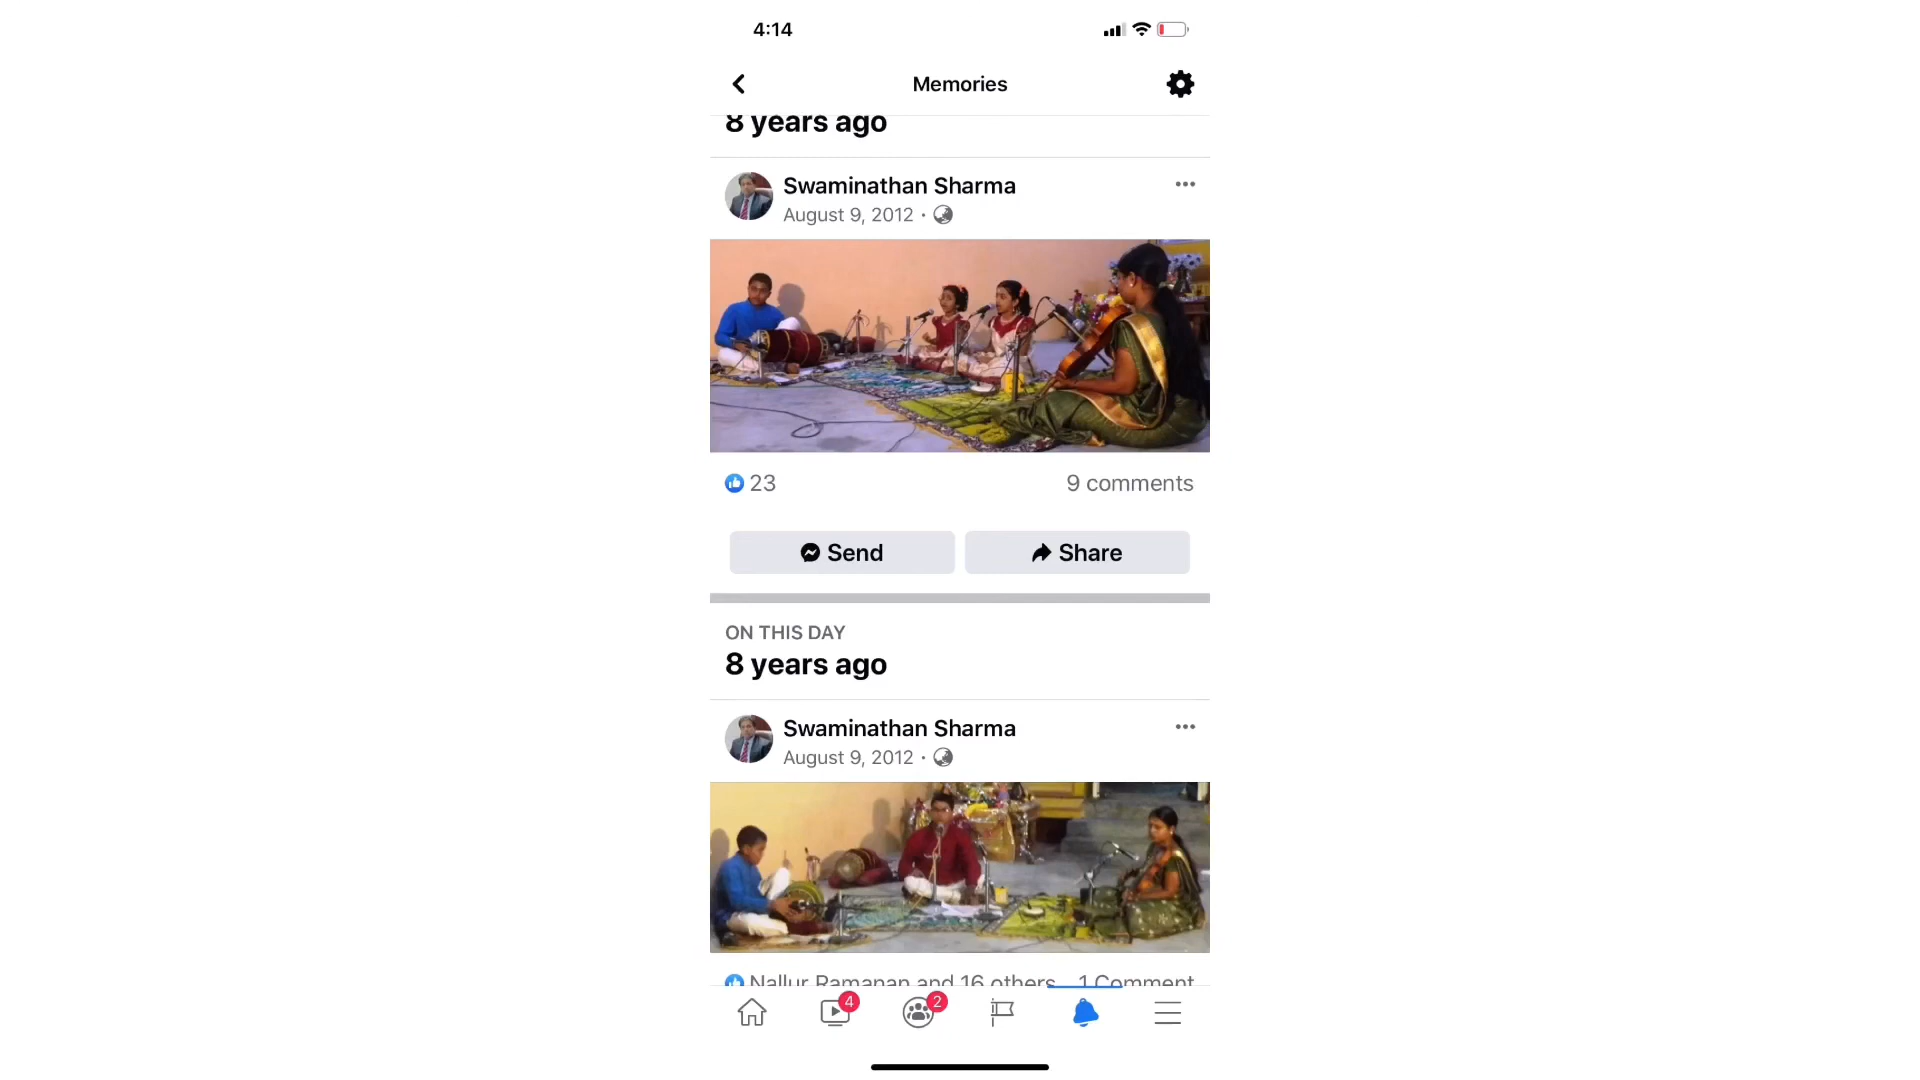 4:14
Memories
8 years ago
Swaminathan Sharma
August 9, 2012 ·
23
9 comments
Send
Share
ON THIS DAY
8 years ago
Swaminathan Sharma
August 9, 2012 ·
Nallur Ramanan and 16 others
1 Comment
4
2